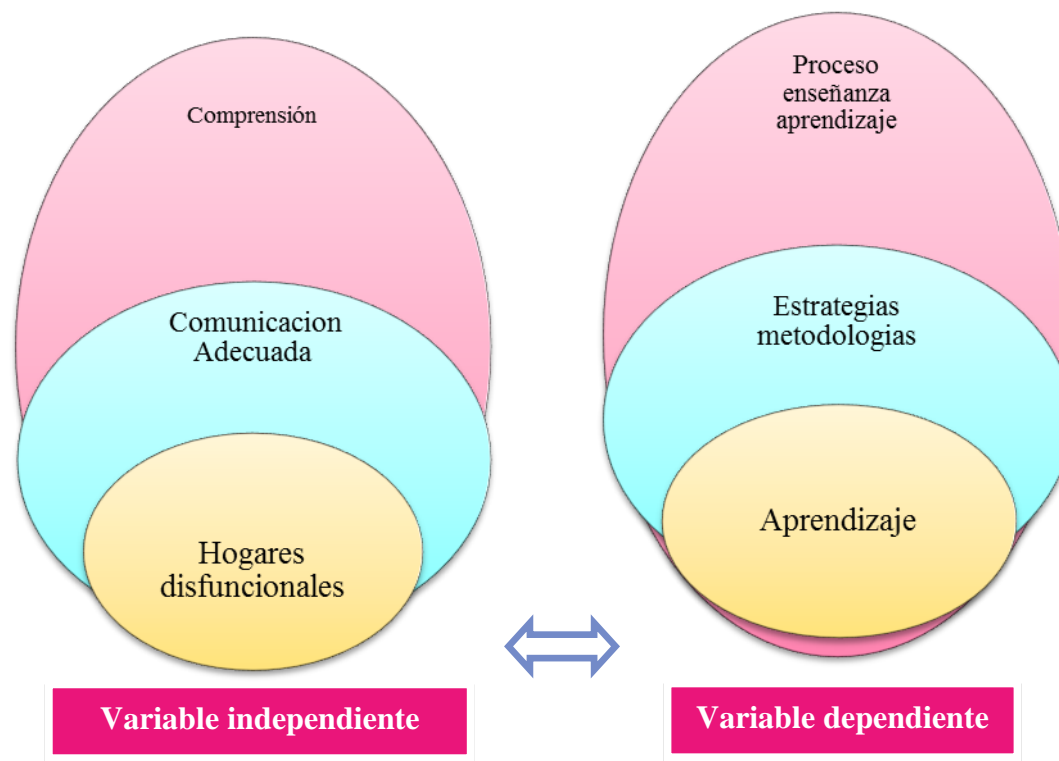 Comprensión
Comunicacion
Adecuada
Hogares
disfuncionales
Variable independiente
Proceso
enseñanza
aprendizaje
Estrategias
metodologias
Aprendizaje
Variable dependiente